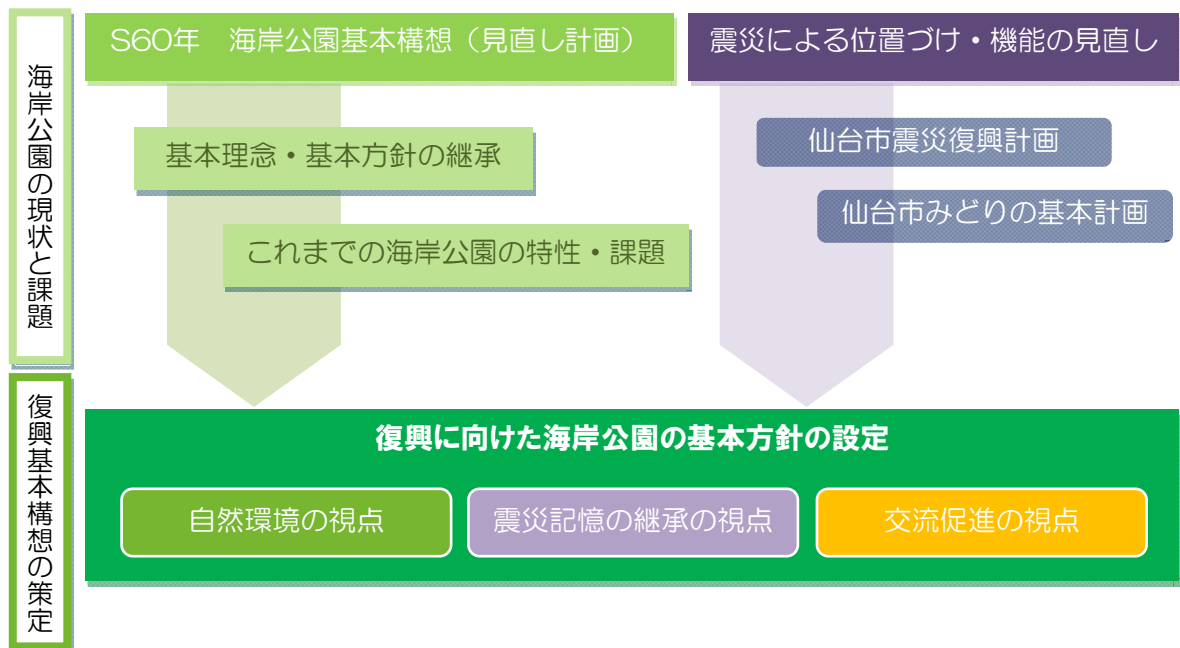 海岸公園の現状と課題
S60年　海岸公園基本構想（見直し計画）
震災による位置づけ・機能の見直し
基本理念・基本方針の継承
これまでの海岸公園の特性・課題
仙台市震災復興計画
仙台市みどりの基本計画
復興基本構想の策定
復興に向けた海岸公園の基本方針の設定
自然環境の視点
震災記憶の継承の視点
交流促進の視点